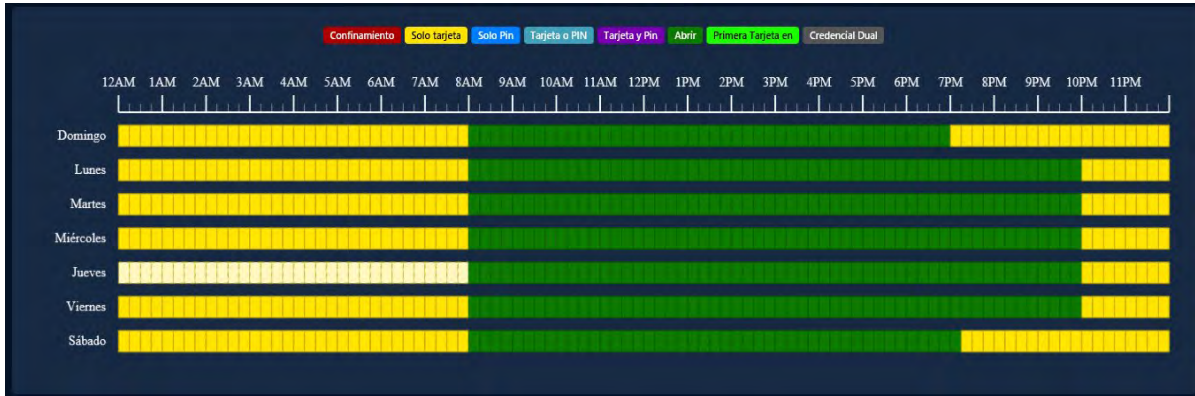 Confinamiento Solo tarjeta Solo Pin Tarjeta o PIN Tarjeta y Pin Abrir Primera Tarjeta en Credencial Dual
12AM 1AM 2AM 3AM 4AM 5AM 6AM 7AM 8AM 9AM 10AM 11AM 12PM 1PM 2PM 3PM 4PM 5PM 6PM 7PM 8PM 9PM 10PM 11PM
Domingo
Lunes
Martes
Miércoles
Jueves
Viernes
Sábado